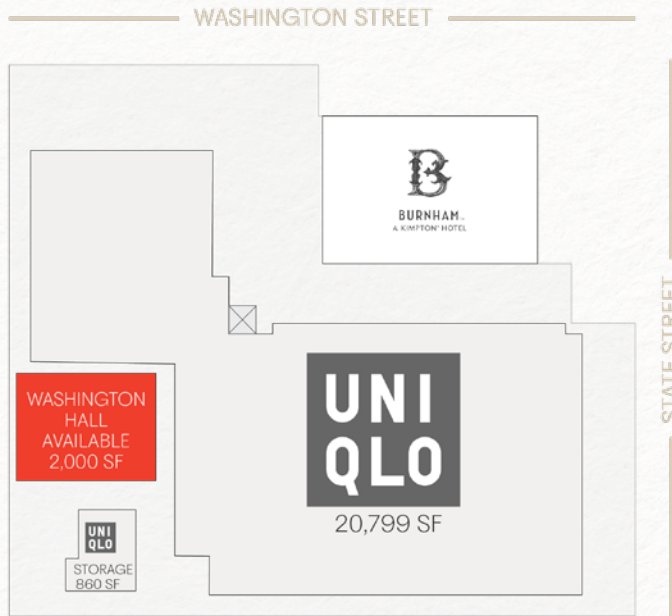 WASHINGTON STREET
B
BURNHAM
A KIMPTON® HOTEL
STATE STREET
UNI
QLO
20,799 SF
WASHINGTON
HALL
AVAILABLE
2,000 SF
UNI
QLO
STORAGE
860 SF